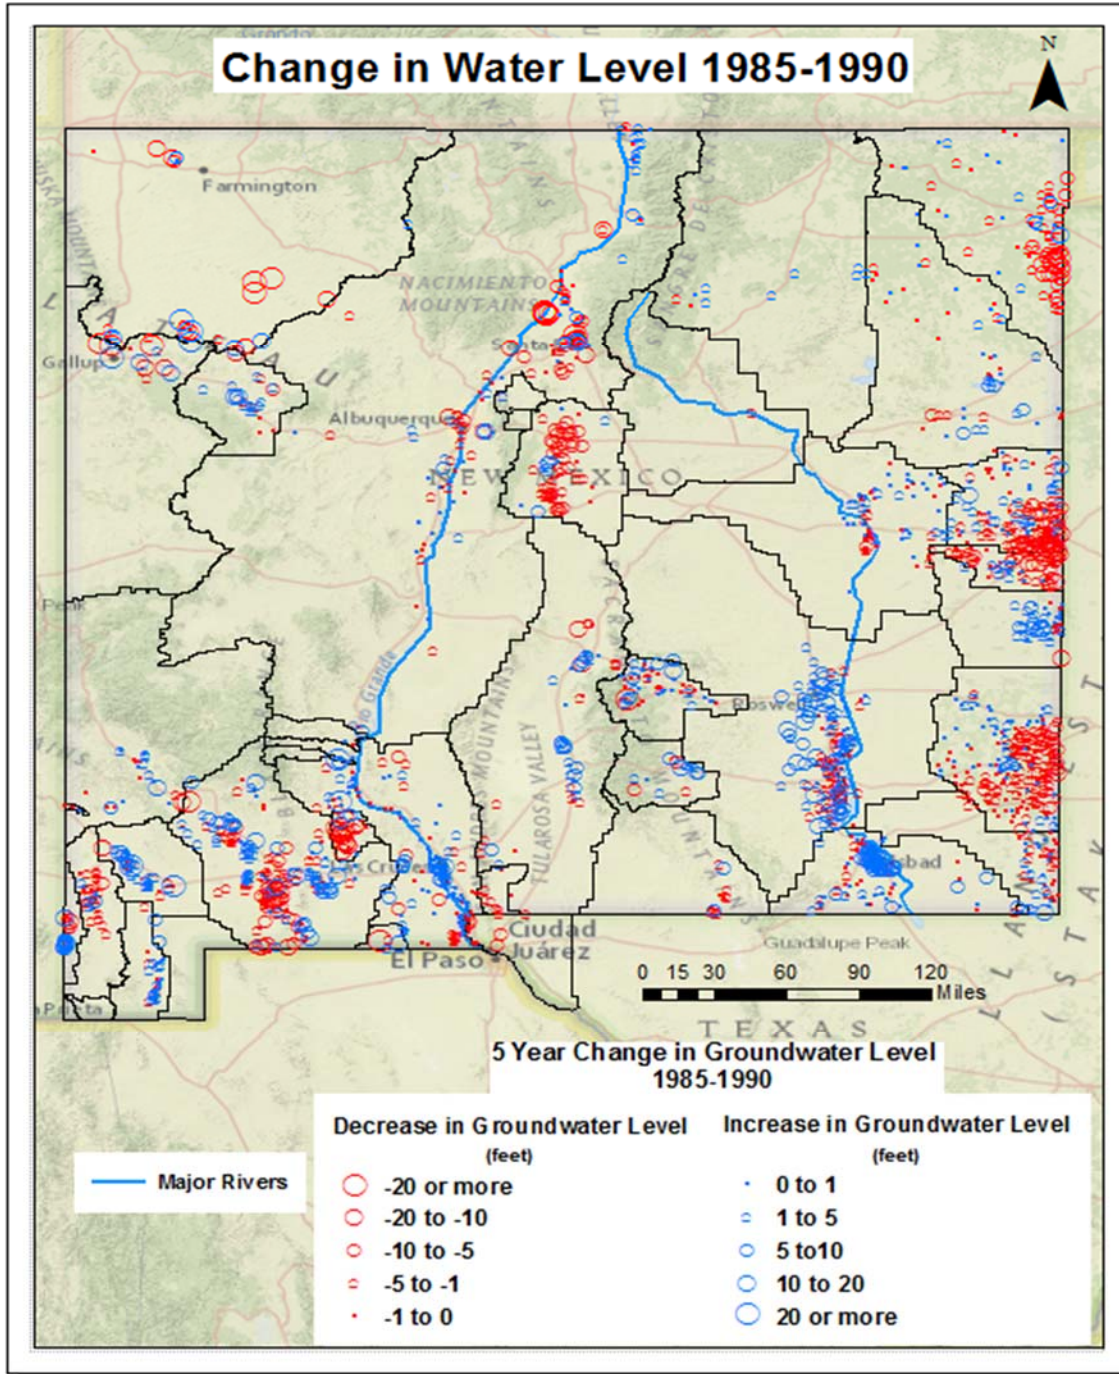 Change in Water Level 1985-1990
N
Farmington
NACIMIENTO
MOUNTAINS
Gallup
Santa
Albuquerque
NEW MEXICO
Rio Grande
Roswell
TULAROSA VALLEY
Las Cruces
Ciudad
Juárez
El Paso
Guadalupe Peak
0 15 30 60 90 120
Miles
TEXAS
5 Year Change in Groundwater Level
1985-1990
Major Rivers
Decrease in Groundwater Level
(feet)
-20 or more
-20 to -10
-10 to -5
-5 to -1
-1 to 0
Increase in Groundwater Level
(feet)
0 to 1
1 to 5
5 to10
10 to 20
20 or more